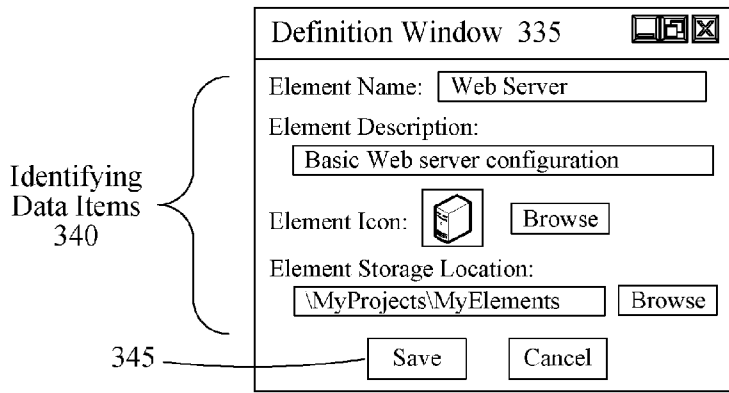 Definition Window 335
Element Name: Web Server
Element Description:
Basic Web server configuration
Identifying
Data Items
340
Element Icon: Browse
Element Storage Location:
\MyProjects\MyElements Browse
345 Save Cancel